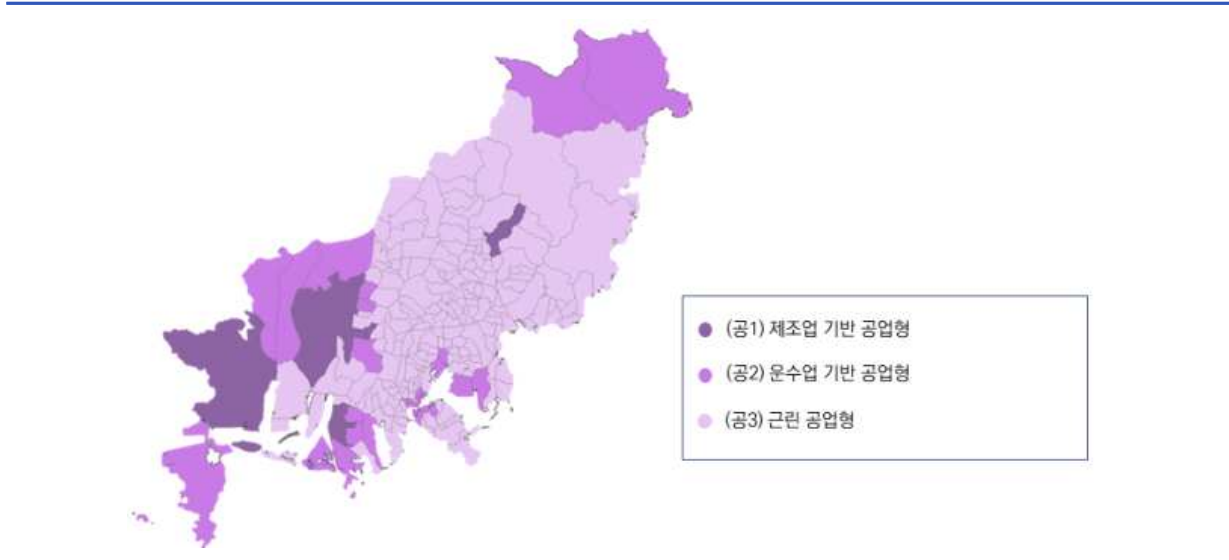 (공1) 제조업 기반 공업형
(공2) 운수업 기반 공업형
(공3) 근린 공업형